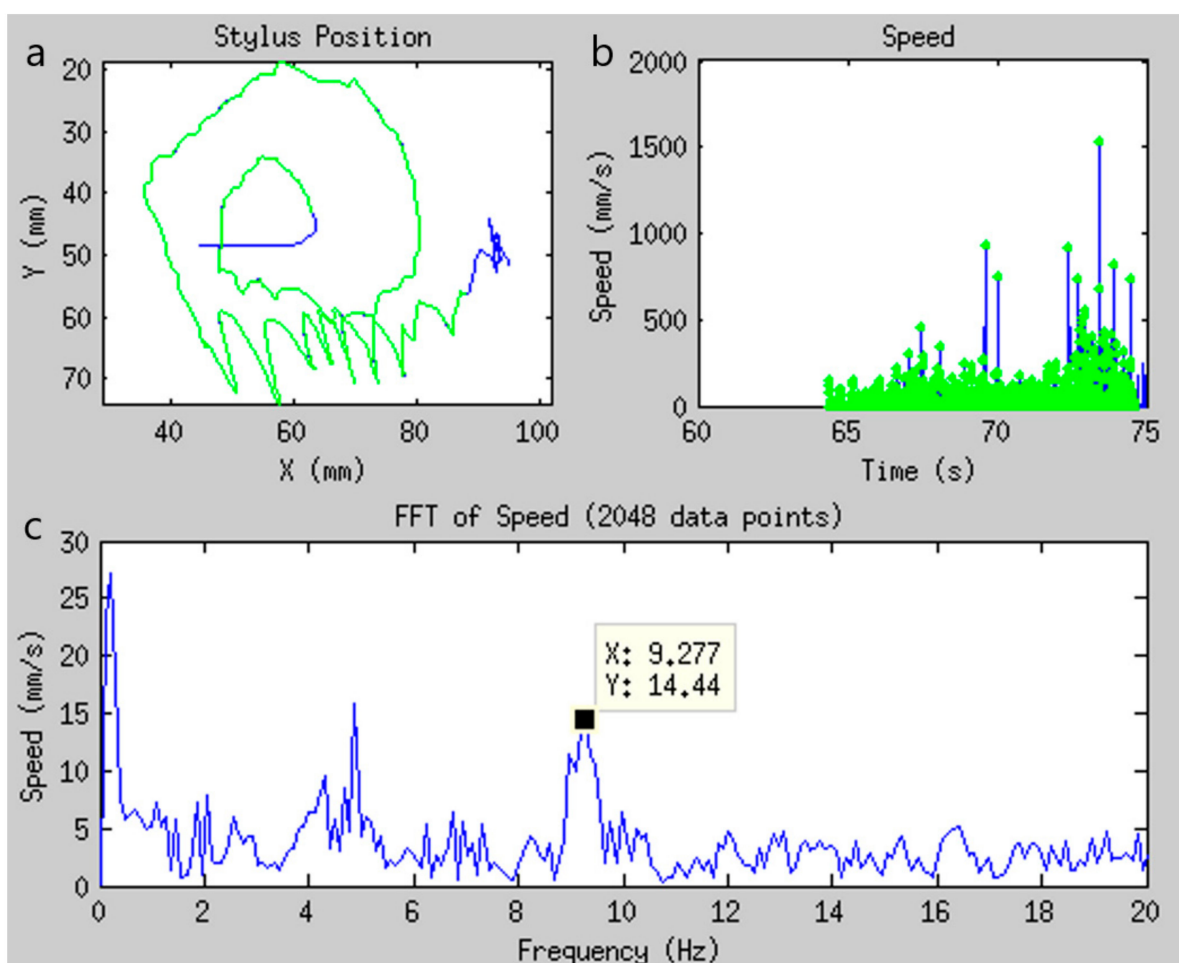 a
Stylus Position
Y (mm)
20
30
40
50
60
70
40
60
80
100
X (mm)
b
Speed
Speed (mm/s)
2000
1500
1000
500
0
60
65
70
75
Time (s)
c
FFT of Speed (2048 data points)
Speed (mm/s)
30
25
20
15
10
5
0
X: 9.277
Y: 14.44
0
2
4
6
8
10
12
14
16
18
20
Frequency (Hz)